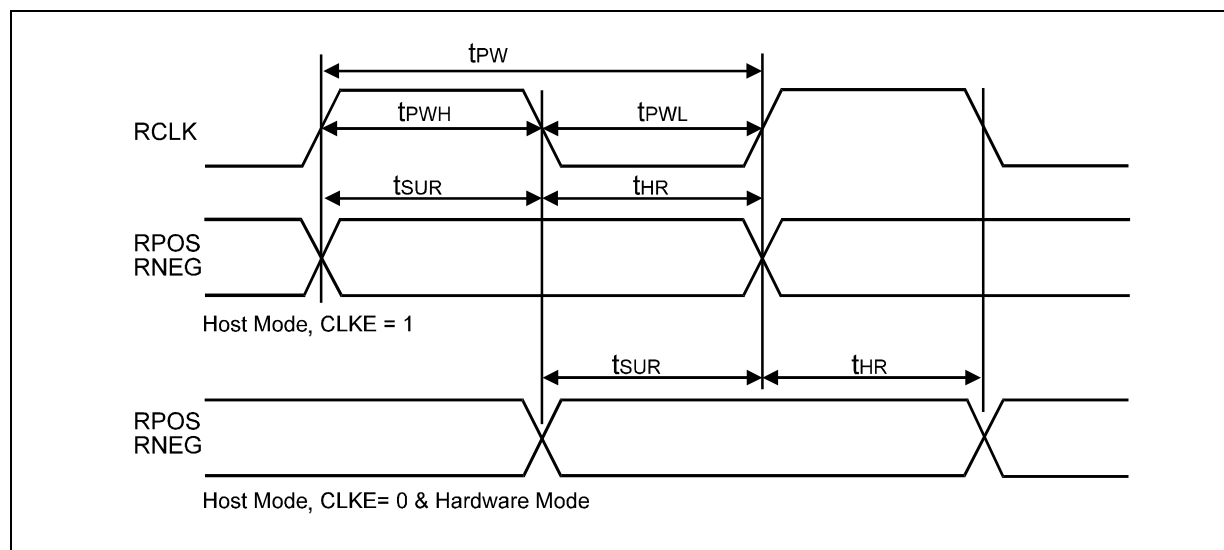 tPW
RCLK
tPWH
tPWL
tSUR
tHR
RPOS
RNEG
Host Mode, CLKE = 1
tSUR
tHR
RPOS
RNEG
Host Mode, CLKE= 0 & Hardware Mode